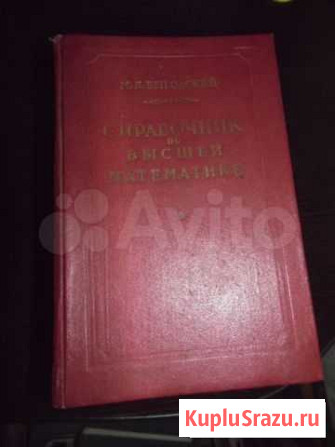 М.Я.ВЫГОДСКИЙ
СПРАВОЧНИК
ПО
ВЫСШЕЙ
МАТЕМАТИКЕ
Avito
KupluSrazu.ru